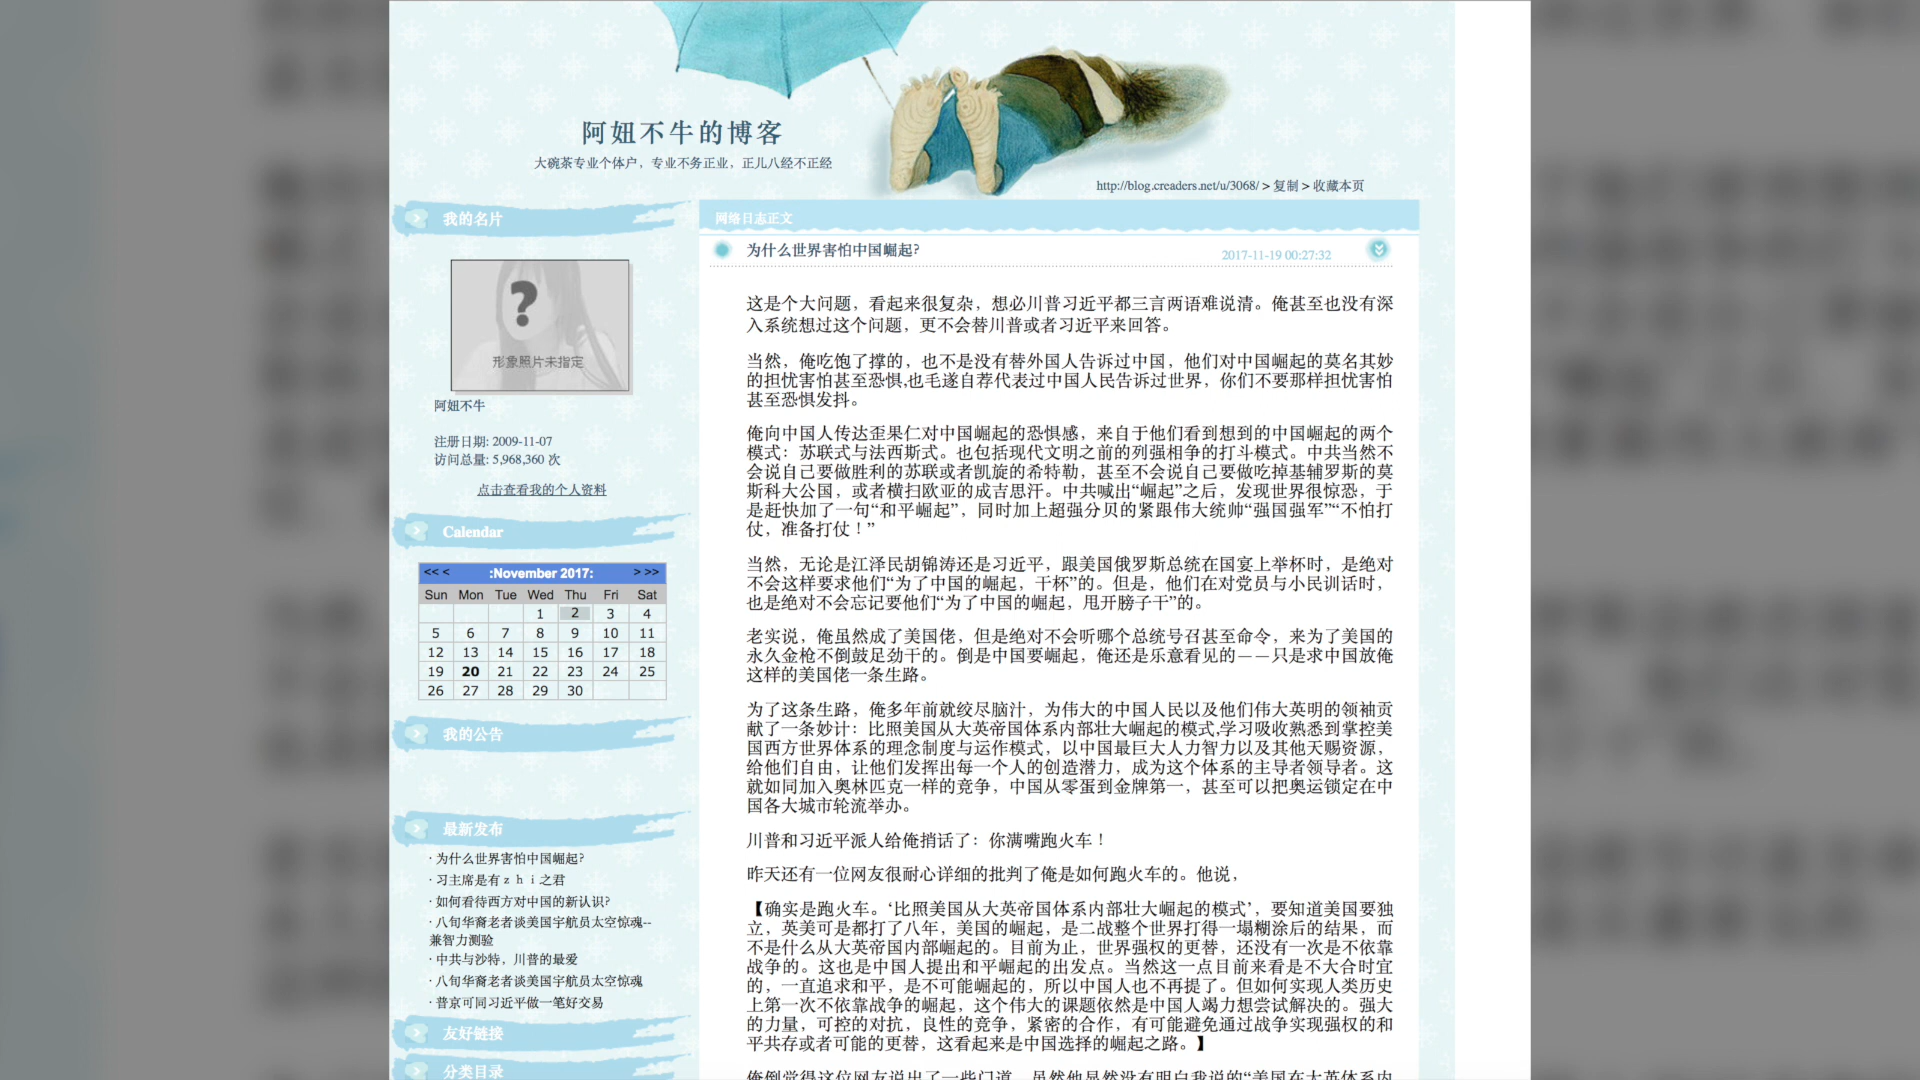 阿妞不牛的博客
大碗茶专业个体户，专业不务正业，正儿八经不正经
http://blog.creaders.net/u/3068/ > 复制 > 收藏本页
我的名片
?
形象照片未指定
阿妞不牛
注册日期: 2009-11-07
访问总量: 5,968,360 次
点击查看我的个人资料
Calendar
<< < :November 2017: > >>
Sun Mon Tue Wed Thu Fri Sat
1 2 3 4
5 6 7 8 9 10 11
12 13 14 15 16 17 18
19 20 21 22 23 24 25
26 27 28 29 30
我的公告
最新发布
· 为什么世界害怕中国崛起?
· 习主席是有ｚｈｉ之君
· 如何看待西方对中国的新认识?
· 八旬华裔老者谈美国宇航员太空惊魂--
兼智力测验
· 中共与沙特，川普的最爱
· 八旬华裔老者谈美国宇航员太空惊魂
· 普京可同习近平做一笔好交易
友好链接
分类目录
网络日志正文
为什么世界害怕中国崛起? 2017-11-19 00:27:32
这是个大问题，看起来很复杂，想必川普习近平都三言两语难说清。俺甚至也没有深
入系统想过这个问题，更不会替川普或者习近平来回答。
当然，俺吃饱了撑的，也不是没有替外国人告诉过中国，他们对中国崛起的莫名其妙
的担忧害怕甚至恐惧,也毛遂自荐代表过中国人民告诉过世界，你们不要那样担忧害怕
甚至恐惧发抖。
俺向中国人传达歪果仁对中国崛起的恐惧感，来自于他们看到想到的中国崛起的两个
模式：苏联式与法西斯式。也包括现代文明之前的列强相争的打斗模式。中共当然不
会说自己要做胜利的苏联或者凯旋的希特勒，甚至不会说自己要做吃掉基辅罗斯的莫
斯科大公国，或者横扫欧亚的成吉思汗。中共喊出“崛起”之后，发现世界很惊恐，于
是赶快加了一句“和平崛起”，同时加上超强分贝的紧跟伟大统帅“强国强军”“不怕打
仗，准备打仗！”
当然，无论是江泽民胡锦涛还是习近平，跟美国俄罗斯总统在国宴上举杯时，是绝对
不会这样要求他们“为了中国的崛起，干杯”的。但是，他们在对党员与小民训话时，
也是绝对不会忘记要他们“为了中国的崛起，甩开膀子干”的。
老实说，俺虽然成了美国佬，但是绝对不会听哪个总统号召甚至命令，来为了美国的
永久金枪不倒鼓足劲干的。倒是中国要崛起，俺还是乐意看见的——只是求中国放俺
这样的美国佬一条生路。
为了这条生路，俺多年前就绞尽脑汁，为伟大的中国人民以及他们伟大英明的领袖贡
献了一条妙计：比照美国从大英帝国体系内部壮大崛起的模式,学习吸收熟悉到掌控美
国西方世界体系的理念制度与运作模式，以中国最巨大人力智力以及其他天赐资源，
给他们自由，让他们发挥出每一个人的创造潜力，成为这个体系的主导者领导者。这
就如同加入奥林匹克一样的竞争，中国从零蛋到金牌第一，甚至可以把奥运锁定在中
国各大城市轮流举办。
川普和习近平派人给俺捎话了：你满嘴跑火车！
昨天还有一位网友很耐心详细的批判了俺是如何跑火车的。他说，
【确实是跑火车。‘比照美国从大英帝国体系内部壮大崛起的模式’，要知道美国要独
立，英美可是都打了八年，美国的崛起，是二战整个世界打得一塌糊涂后的结果，而
不是什么从大英帝国内部崛起的。目前为止，世界强权的更替，还没有一次是不依靠
战争的。这也是中国人提出和平崛起的出发点。当然这一点目前来看是不大合时宜
的，一直追求和平，是不可能崛起的，所以中国人也不再提了。但如何实现人类历史
上第一次不依靠战争的崛起，这个伟大的课题依然是中国人竭力想尝试解决的。强大
的力量，可控的对抗，良性的竞争，紧密的合作，有可能避免通过战争实现强权的和
平共存或者可能的更替，这看起来是中国选择的崛起之路。】
俺倒觉得这位网友说出了一些门道，虽然他显然没有明白我说的“美国在大英体系内